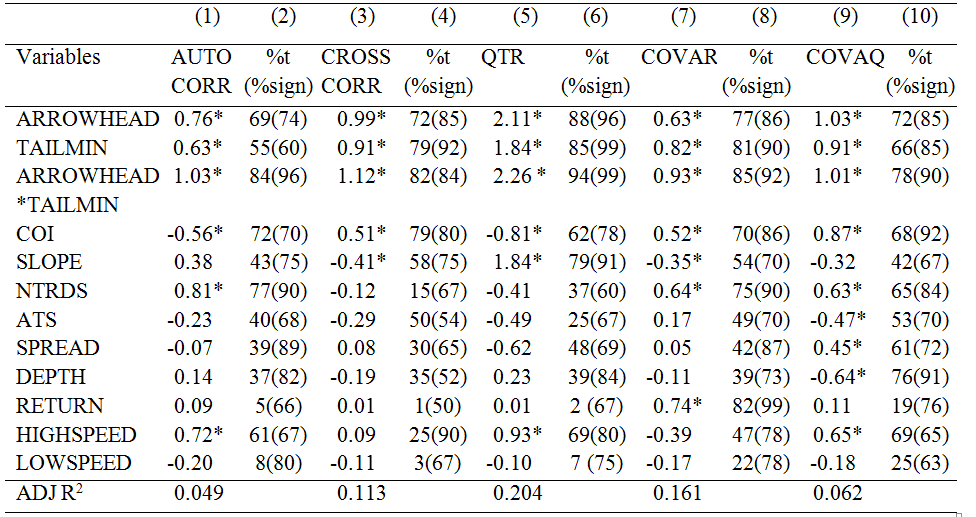 (1) (2) (3) (4) (5) (6) (7) (8) (9) (10)
Variables AUTO %t CROSS %t QTR %t COVAR %t COVAQ %t
CORR (%sign) CORR (%sign) (%sign) (%sign) (%sign)
ARROWHEAD 0.76* 69(74) 0.99* 72(85) 2.11* 88(96) 0.63* 77(86) 1.03* 72(85)
TAILMIN 0.63* 55(60) 0.91* 79(92) 1.84* 85(99) 0.82* 81(90) 0.91* 66(85)
ARROWHEAD 1.03* 84(96) 1.12* 82(84) 2.26 * 94(99) 0.93* 85(92) 1.01* 78(90)
*TAILMIN
COI -0.56* 72(70) 0.51* 79(80) -0.81* 62(78) 0.52* 70(86) 0.87* 68(92)
SLOPE 0.38 43(75) -0.41* 58(75) 1.84* 79(91) -0.35* 54(70) -0.32 42(67)
NTRDS 0.81* 77(90) -0.12 15(67) -0.41 37(60) 0.64* 75(90) 0.63* 65(84)
ATS -0.23 40(68) -0.29 50(54) -0.49 25(67) 0.17 49(70) -0.47* 53(70)
SPREAD -0.07 39(89) 0.08 30(65) -0.62 48(69) 0.05 42(87) 0.45* 61(72)
DEPTH 0.14 37(82) -0.19 35(52) 0.23 39(84) -0.11 39(73) -0.64* 76(91)
RETURN 0.09 5(66) 0.01 1(50) 0.01 2 (67) 0.74* 82(99) 0.11 19(76)
HIGHSPEED 0.72* 61(67) 0.09 25(90) 0.93* 69(80) -0.39 47(78) 0.65* 69(65)
LOWSPEED -0.20 8(80) -0.11 3(67) -0.10 7 (75) -0.17 22(78) -0.18 25(63)
ADJ R² 0.049 0.113 0.204 0.161 0.062